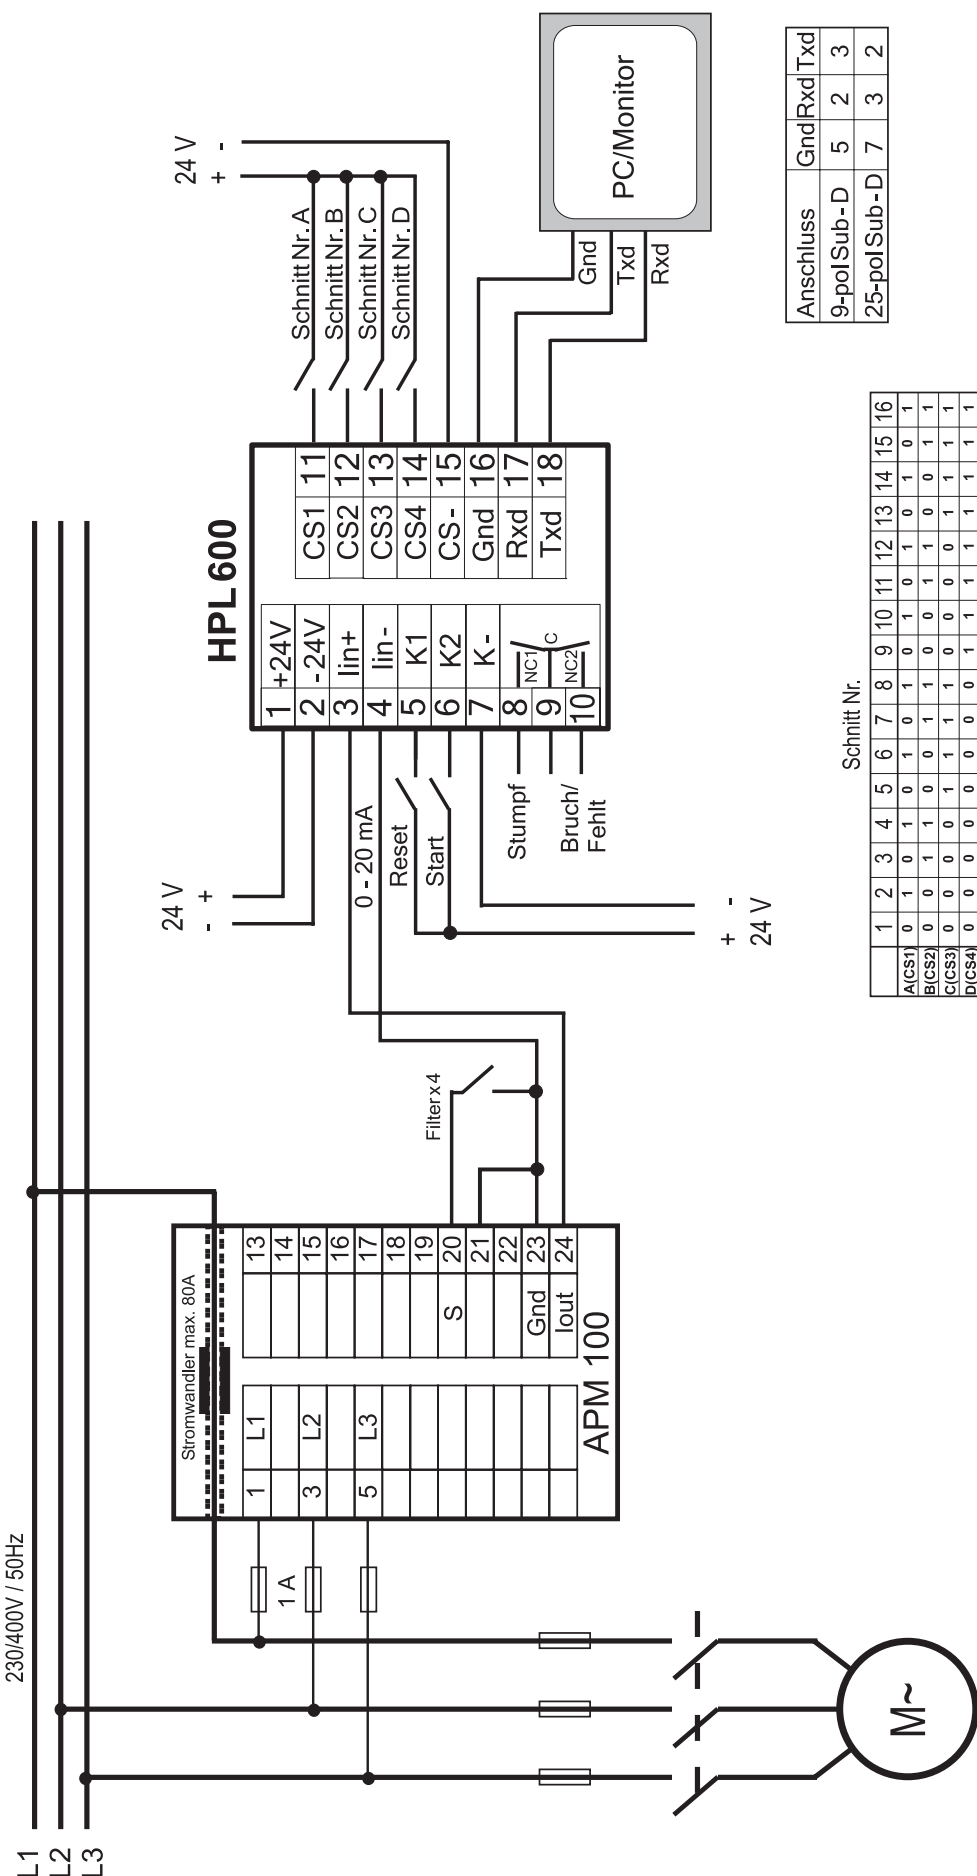 L1
L2
L3
230/400V / 50Hz
Stromwandler max. 80A
1 A
1 L1 13
14
3 L2 15
16
5 L3 17
18
19
S 20
21
22
Gnd 23
Iout 24
APM 100
M~
Filter x 4
24 V
- +
0 - 20 mA
Reset
Start
Stumpf
Bruch/
Fehlt
+ -
24 V
HPL 600
1 +24V
2 -24V
3 Iin+
4 Iin-
5 K1
6 K2
7 K-
8 NC1
9 C
10 NC2
CS1 11
CS2 12
CS3 13
CS4 14
CS- 15
Gnd 16
Rxd 17
Txd 18
24 V
+ -
Schnitt Nr. A
Schnitt Nr. B
Schnitt Nr. C
Schnitt Nr. D
Gnd
Txd
Rxd
PC/Monitor
Anschluss Gnd Rxd Txd
9-pol Sub-D 5 2 3
25-pol Sub-D 7 3 2
Schnitt Nr.
1 2 3 4 5 6 7 8 9 10 11 12 13 14 15 16
A(CS1) 0 1 0 1 0 1 0 1 0 1 0 1 0 1 0 1
B(CS2) 0 0 1 1 0 0 1 1 0 0 1 1 0 0 1 1
C(CS3) 0 0 0 0 1 1 1 1 0 0 0 0 1 1 1 1
D(CS4) 0 0 0 0 0 0 0 0 1 1 1 1 1 1 1 1